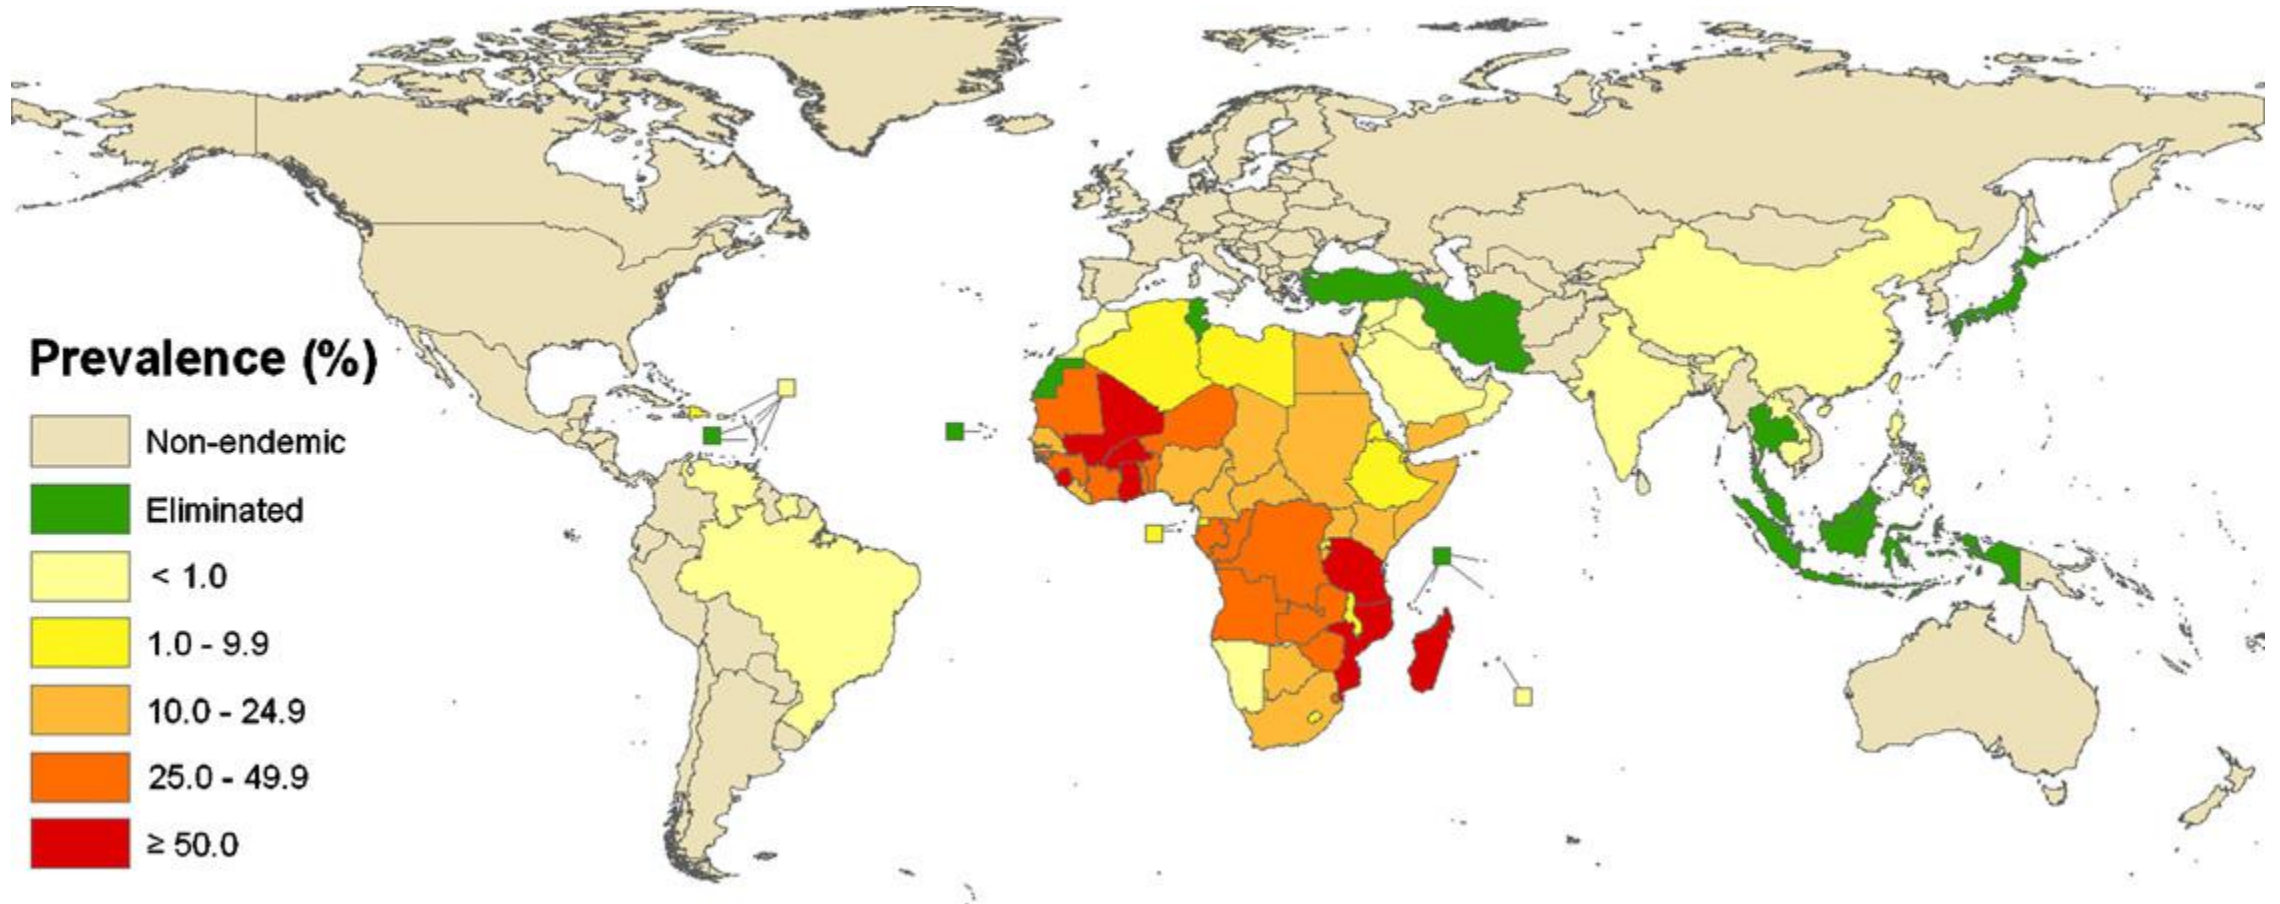 Prevalence (%)
Non-endemic
Eliminated
< 1.0
1.0 - 9.9
10.0 - 24.9
25.0 - 49.9
≥ 50.0